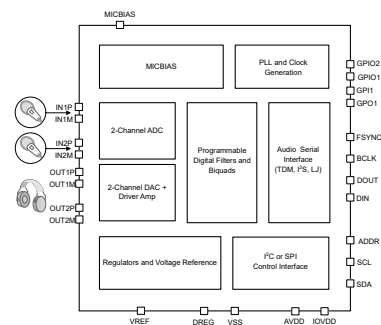 MICBIAS
MICBIAS
PLL and Clock
Generation
GPIO2
GPIO1
GPI1
GPO1
IN1P
IN1M
2-Channel ADC
IN2P
IN2M
OUT1P
OUT1M
2-Channel DAC +
Driver Amp
OUT2P
OUT2M
Programmable
Digital Filters and
Biquads
Audio Serial
Interface
(TDM, I²S, LJ)
FSYNC
BCLK
DOUT
DIN
Regulators and Voltage Reference
I²C or SPI
Control Interface
ADDR
SCL
SDA
VREF
DREG
VSS
AVDD
IOVDD